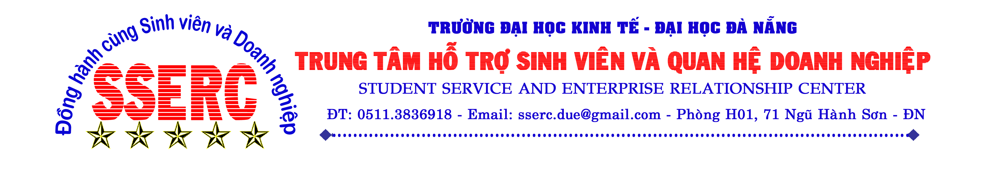 Đồng hành cùng Sinh viên và Doanh nghiệp
SSERC
TRƯỜNG ĐẠI HỌC KINH TẾ - ĐẠI HỌC ĐÀ NẴNG
TRUNG TÂM HỖ TRỢ SINH VIÊN VÀ QUAN HỆ DOANH NGHIỆP
STUDENT SERVICE AND ENTERPRISE RELATIONSHIP CENTER
ĐT: 0511.3836918 - Email: sserc.due@gmail.com - Phòng H01, 71 Ngũ Hành Sơn - ĐN